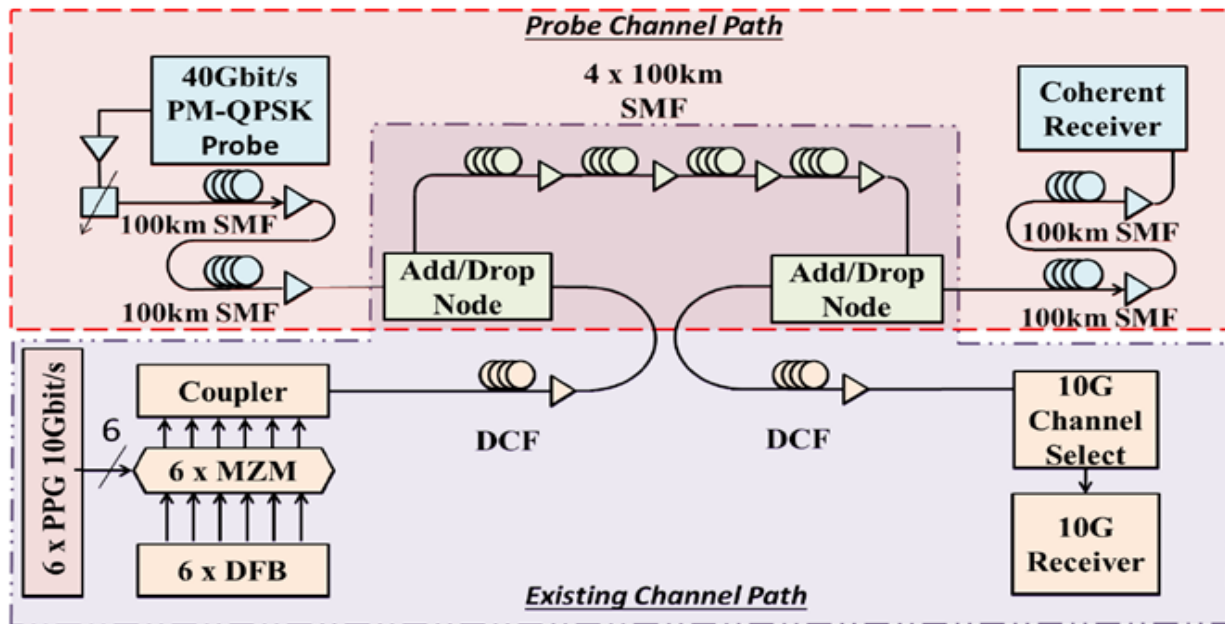 Probe Channel Path
40Gbit/s
PM-QPSK
Probe
4 x 100km
SMF
Coherent
Receiver
100km SMF
100km SMF
100km SMF
100km SMF
Add/Drop
Node
Add/Drop
Node
6 x PPG 10Gbit/s
6
Coupler
6 x MZM
6 x DFB
DCF
DCF
10G
Channel
Select
10G
Receiver
Existing Channel Path